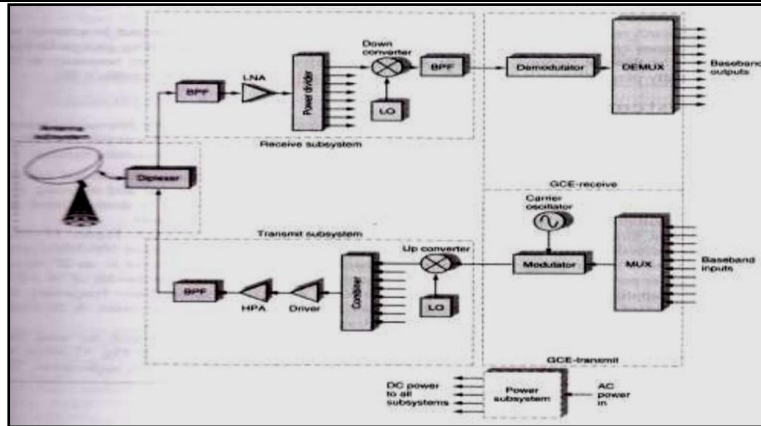 Down
converter
LNA
BPF
Power divider
BPF
Demodulator
DEMUX
Baseband
outputs
LO
Antenna
subsystem
Receive subsystem
Diplexer
GCE-receive
Carrier
oscillator
Transmit subsystem
Up converter
BPF
HPA
Driver
Combiner
LO
Modulator
MUX
Baseband
inputs
GCE-transmit
DC power
to all
subsystems
Power
subsystem
AC
power
in